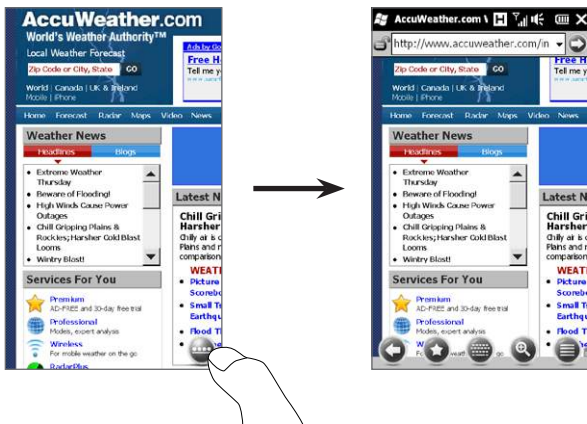 AccuWeather.com
World's Weather Authority™
Local Weather Forecast
Ads by Go
Free H
Tell me y
Zip Code or City, State GO
World | Canada | UK & Ireland
Mobile | iPhone
Home Forecast Radar Maps Video News
Weather News
Headlines Blogs
• Extreme Weather
Thursday
• Beware of Flooding!
• High Winds Cause Power
Outages
• Chill Gripping Plains &
Rockies; Harsher Cold Blast
Looms
• Wintry Blast!
Latest N
Chill Gri
Harsher
Chilly air is c
Plains and r
comparison
WEAT
• Picture
Scoreb
• Small Tr
Earthqu
• Flood T
Services For You
Premium
AD-FREE and 30-day free trial
Professional
Modes, expert analysis
Wireless
For mobile weather on the go
RadarPlus
AccuWeather.com \ H
http://www.accuweather.com/in
Free H
Tell me y
Zip Code or City, State GO
World | Canada | UK & Ireland
Mobile | iPhone
Home Forecast Radar Maps Video News
Weather News
Headlines Blogs
• Extreme Weather
Thursday
• Beware of Flooding!
• High Winds Cause Power
Outages
• Chill Gripping Plains &
Rockies; Harsher Cold Blast
Looms
• Wintry Blast!
Latest N
Chill Gri
Harsher
Chilly air is c
Plains and r
comparison
WEAT
• Picture
Scoreb
• Small Tr
Earthqu
• Flood T
Services For You
Premium
AD-FREE and 30-day free trial
Professional
Modes, expert analysis